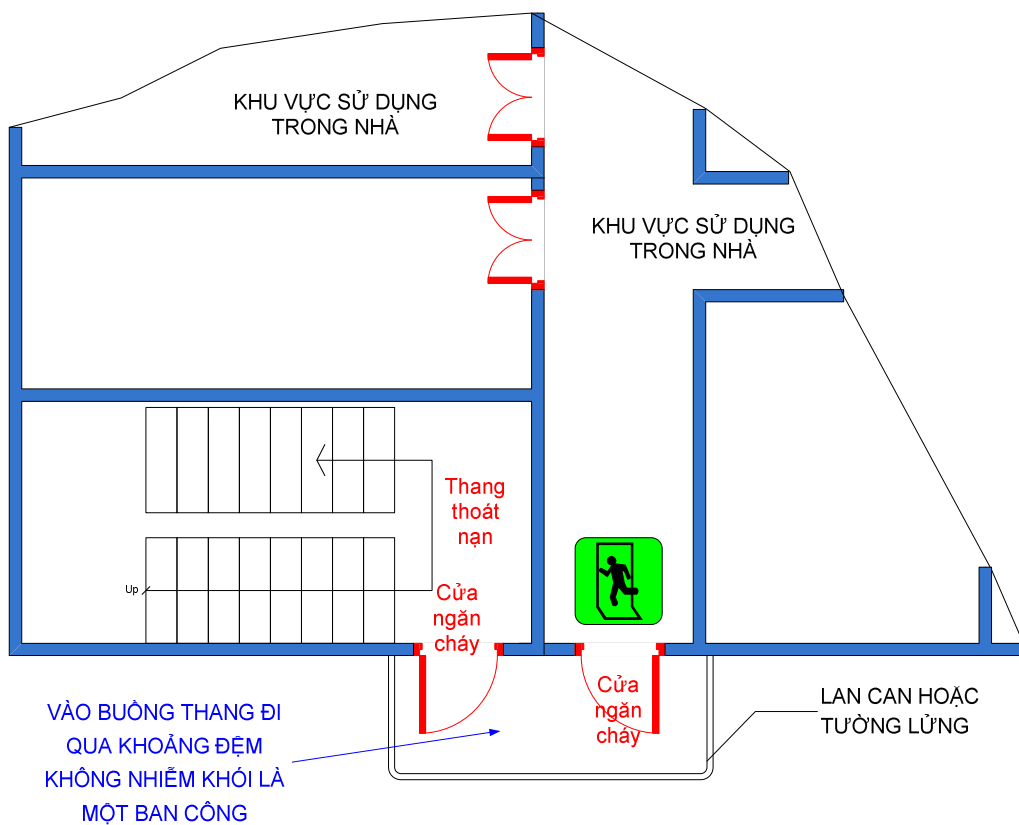 KHU VỰC SỬ DỤNG
TRONG NHÀ
KHU VỰC SỬ DỤNG
TRONG NHÀ
Thang
thoát
nạn
Up
Cửa
ngăn
cháy
Cửa
ngăn
cháy
LAN CAN HOẶC
TƯỜNG LỬNG
VÀO BUỒNG THANG ĐI
QUA KHOẢNG ĐỆM
KHÔNG NHIỄM KHÓI LÀ
MỘT BAN CÔNG